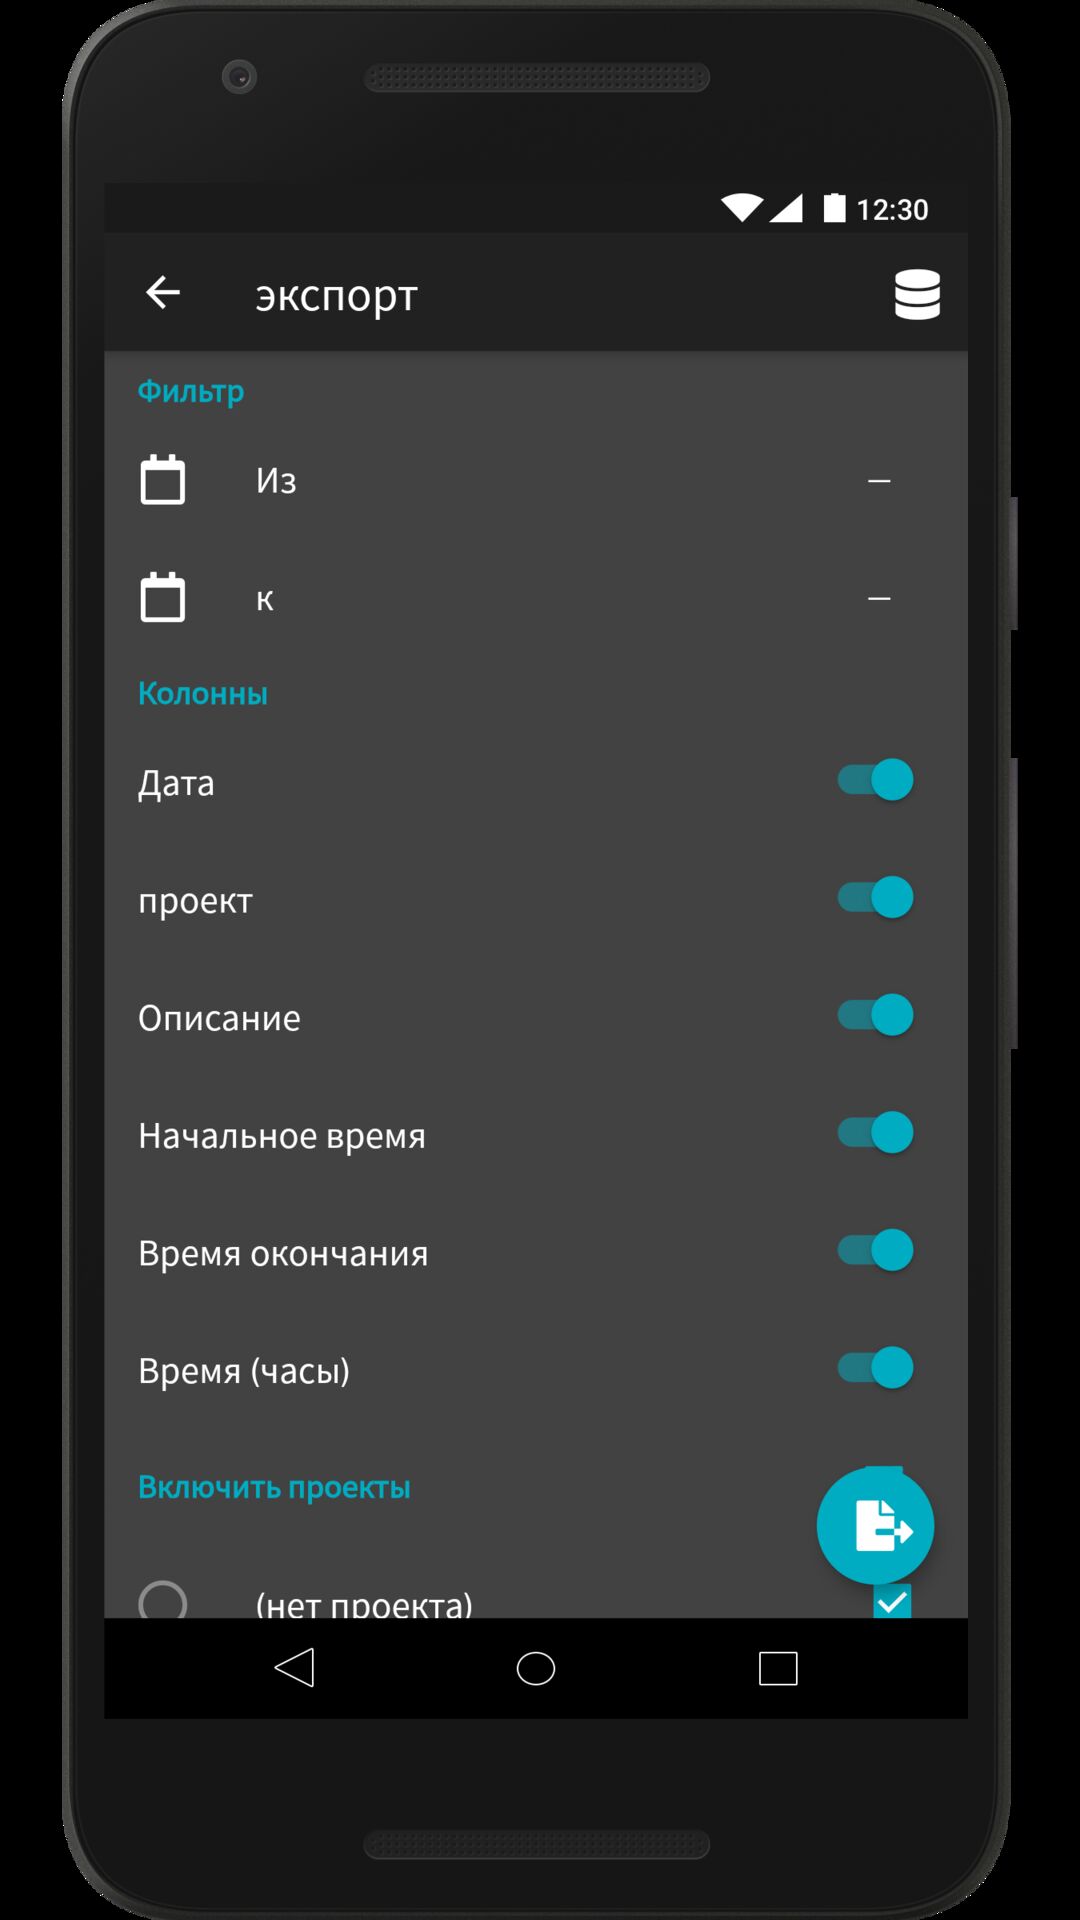 12:30
экспорт
Фильтр
Из –
к –
Колонны
Дата
проект
Описание
Начальное время
Время окончания
Время (часы)
Включить проекты
(нет проекта)